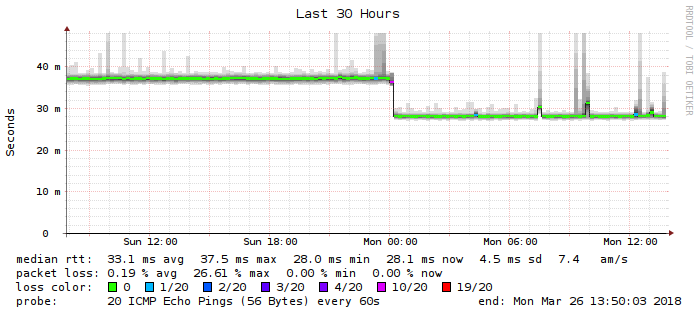 Last 30 Hours
RRDTOOL / TOBI OETIKER
Seconds
40 m
30 m
20 m
10 m
0
Sun 12:00 Sun 18:00 Mon 00:00 Mon 06:00 Mon 12:00
median rtt: 33.1 ms avg 37.5 ms max 28.0 ms min 28.1 ms now 4.5 ms sd 7.4 am/s
packet loss: 0.19 % avg 26.61 % max 0.00 % min 0.00 % now
loss color: 0 1/20 2/20 3/20 4/20 10/20 19/20
probe: 20 ICMP Echo Pings (56 Bytes) every 60s end: Mon Mar 26 13:50:03 2018